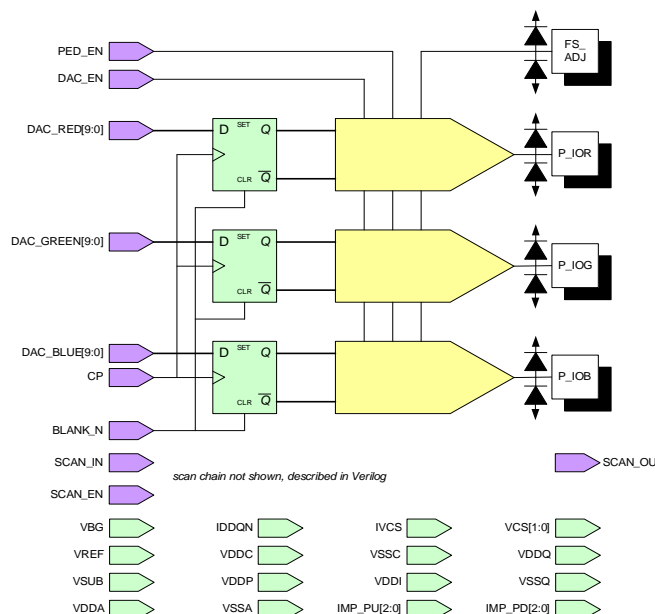 PED_EN
FS_
ADJ
DAC_EN
DAC_RED[9:0]
D SET Q
CLR Q
P_IOR
DAC_GREEN[9:0]
D SET Q
CLR Q
P_IOG
DAC_BLUE[9:0]
D SET Q
CP
CLR Q
P_IOB
BLANK_N
SCAN_IN
SCAN_OU
scan chain not shown, described in Verilog
SCAN_EN
VBG IDDQN IVCS VCS[1:0]
VREF VDDC VSSC VDDQ
VSUB VDDP VDDI VSSQ
VDDA VSSA IMP_PU[2:0] IMP_PD[2:0]